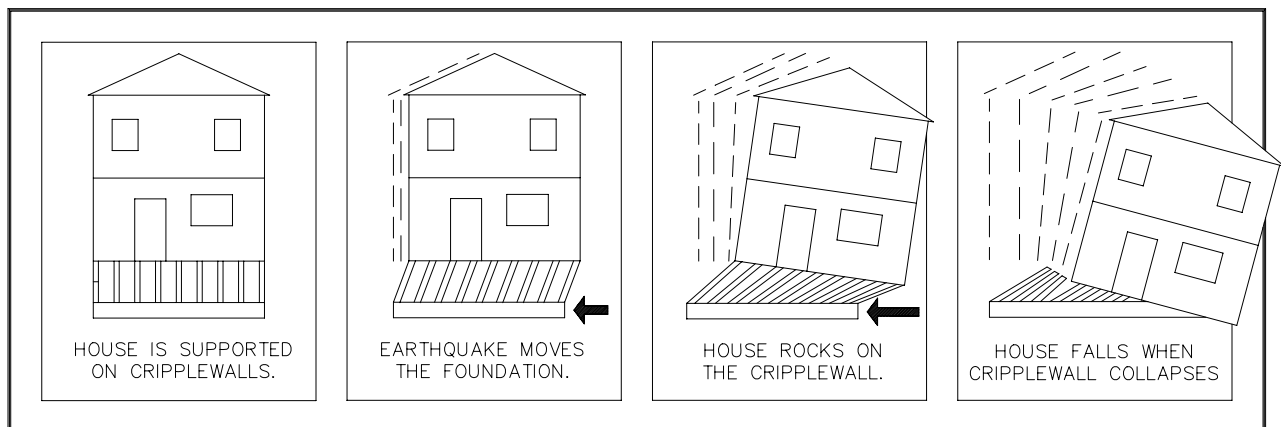 HOUSE IS SUPPORTED
ON CRIPPLEWALLS.
EARTHQUAKE MOVES
THE FOUNDATION.
HOUSE ROCKS ON
THE CRIPPLEWALL.
HOUSE FALLS WHEN
CRIPPLEWALL COLLAPSES